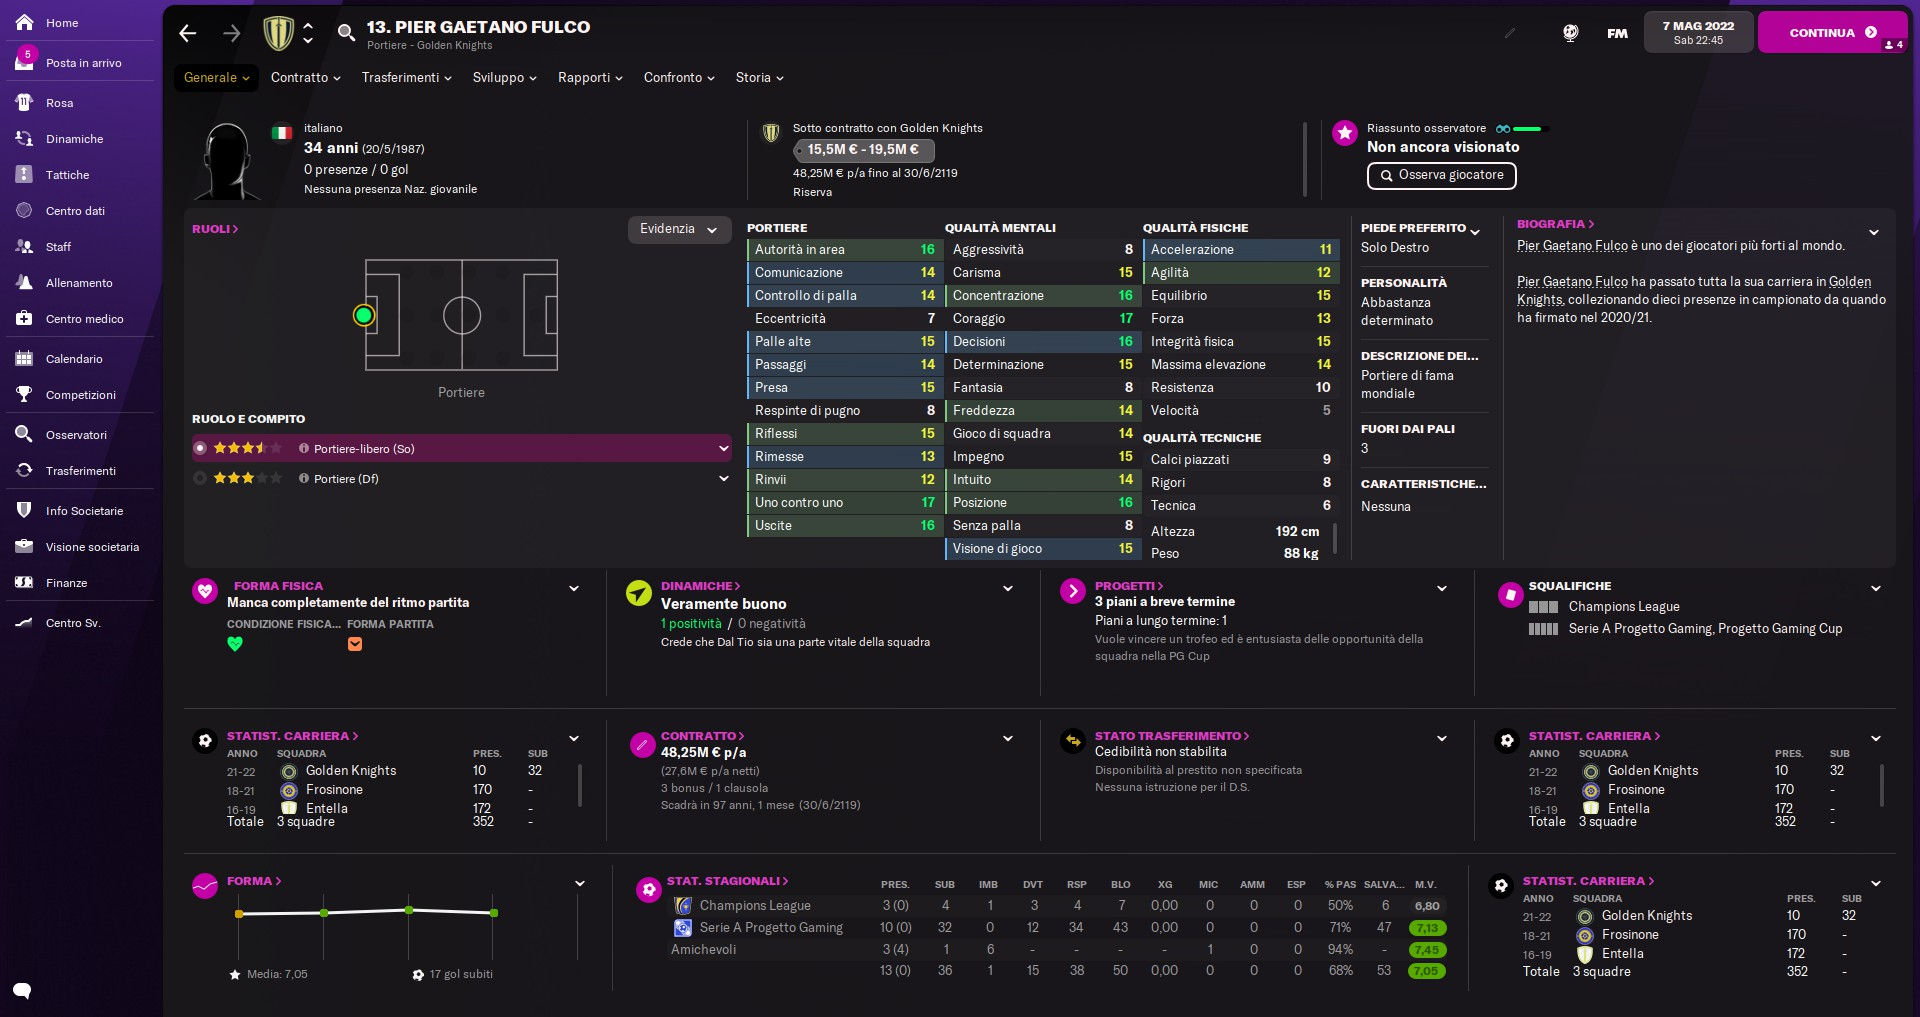 Home
5
Posta in arrivo
Rosa
Dinamiche
Tattiche
Centro dati
Staff
Allenamento
Centro medico
Calendario
Competizioni
Osservatori
Trasferimenti
Info Societarie
Visione societaria
Finanze
Centro Sv.
13. PIER GAETANO FULCO
Portiere - Golden Knights
FM
7 MAG 2022
Sab 22:45
CONTINUA
4
Generale
Contratto
Trasferimenti
Sviluppo
Rapporti
Confronto
Storia
italiano
34 anni (20/5/1987)
0 presenze / 0 gol
Nessuna presenza Naz. giovanile
Sotto contratto con Golden Knights
15,5M € - 19,5M €
48,25M € p/a fino al 30/6/2119
Riserva
Riassunto osservatore
Non ancora visionato
Osserva giocatore
RUOLI >
Evidenzia
Portiere
RUOLO E COMPITO
Portiere-libero (So)
Portiere (Df)
PORTIERE
Autorità in area 16
Comunicazione 14
Controllo di palla 14
Eccentricità 7
Palle alte 15
Passaggi 14
Presa 15
Respinte di pugno 8
Riflessi 15
Rimesse 13
Rinvii 12
Uno contro uno 17
Uscite 16
QUALITÀ MENTALI
Aggressività 8
Carisma 15
Concentrazione 16
Coraggio 17
Decisioni 16
Determinazione 15
Fantasia 8
Freddezza 14
Gioco di squadra 14
Impegno 15
Intuito 14
Posizione 16
Senza palla 8
Visione di gioco 15
QUALITÀ FISICHE
Accelerazione 11
Agilità 12
Equilibrio 15
Forza 13
Integrità fisica 15
Massima elevazione 14
Resistenza 10
Velocità 5
QUALITÀ TECNICHE
Calci piazzati 9
Rigori 8
Tecnica 6
Altezza 192 cm
Peso 88 kg
PIEDE PREFERITO
Solo Destro
PERSONALITÀ
Abbastanza
determinato
DESCRIZIONE DEI...
Portiere di fama
mondiale
FUORI DAI PALI
3
CARATTERISTICHE...
Nessuna
BIOGRAFIA >
Pier Gaetano Fulco è uno dei giocatori più forti al mondo.
Pier Gaetano Fulco ha passato tutta la sua carriera in Golden
Knights, collezionando dieci presenze in campionato da quando
ha firmato nel 2020/21.
FORMA FISICA
Manca completamente del ritmo partita
CONDIZIONE FISICA... FORMA PARTITA
DINAMICHE >
Veramente buono
1 positività / 0 negatività
Crede che Dal Tio sia una parte vitale della squadra
PROGETTI >
3 piani a breve termine
Piani a lungo termine: 1
Vuole vincere un trofeo ed è entusiasta delle opportunità della
squadra nella PG Cup
SQUALIFICHE
Champions League
Serie A Progetto Gaming, Progetto Gaming Cup
STATIST. CARRIERA >
ANNO SQUADRA PRES. SUB
21-22 Golden Knights 10 32
18-21 Frosinone 170 -
16-19 Entella 172 -
Totale 3 squadre 352 -
CONTRATTO >
48,25M € p/a
(27,6M € p/a netti)
3 bonus / 1 clausola
Scadrà in 97 anni, 1 mese (30/6/2119)
STATO TRASFERIMENTO >
Cedibilità non stabilita
Disponibilità al prestito non specificata
Nessuna istruzione per il D.S.
STATIST. CARRIERA >
ANNO SQUADRA PRES. SUB
21-22 Golden Knights 10 32
18-21 Frosinone 170 -
16-19 Entella 172 -
Totale 3 squadre 352 -
FORMA >
Media: 7,05
17 gol subiti
STAT. STAGIONALI > PRES. SUB IMB DVT RSP BLO XG MIC AMM ESP % PAS SALVA... M.V.
Champions League 3 (0) 4 1 3 4 7 0,00 0 0 0 50% 6 6,80
Serie A Progetto Gaming 10 (0) 32 0 12 34 43 0,00 0 0 0 71% 47 7,13
Amichevoli 3 (4) 1 6 - - - - 1 0 0 94% - 7,45
13 (0) 36 1 15 38 50 0,00 0 0 0 68% 53 7,05
STATIST. CARRIERA >
ANNO SQUADRA PRES. SUB
21-22 Golden Knights 10 32
18-21 Frosinone 170 -
16-19 Entella 172 -
Totale 3 squadre 352 -